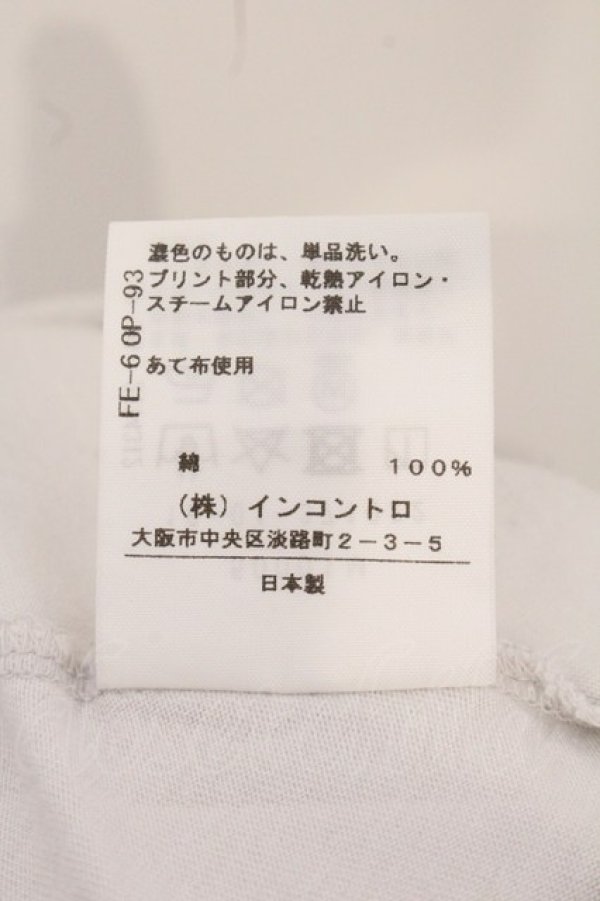 濃色のものは、単品洗い。
プリント部分、乾熱アイロン・
スチームアイロン禁止
あて布使用
FE-6 OP-93
綿 100%
(株)インコントロ
大阪市中央区淡路町2-3-5
日本製